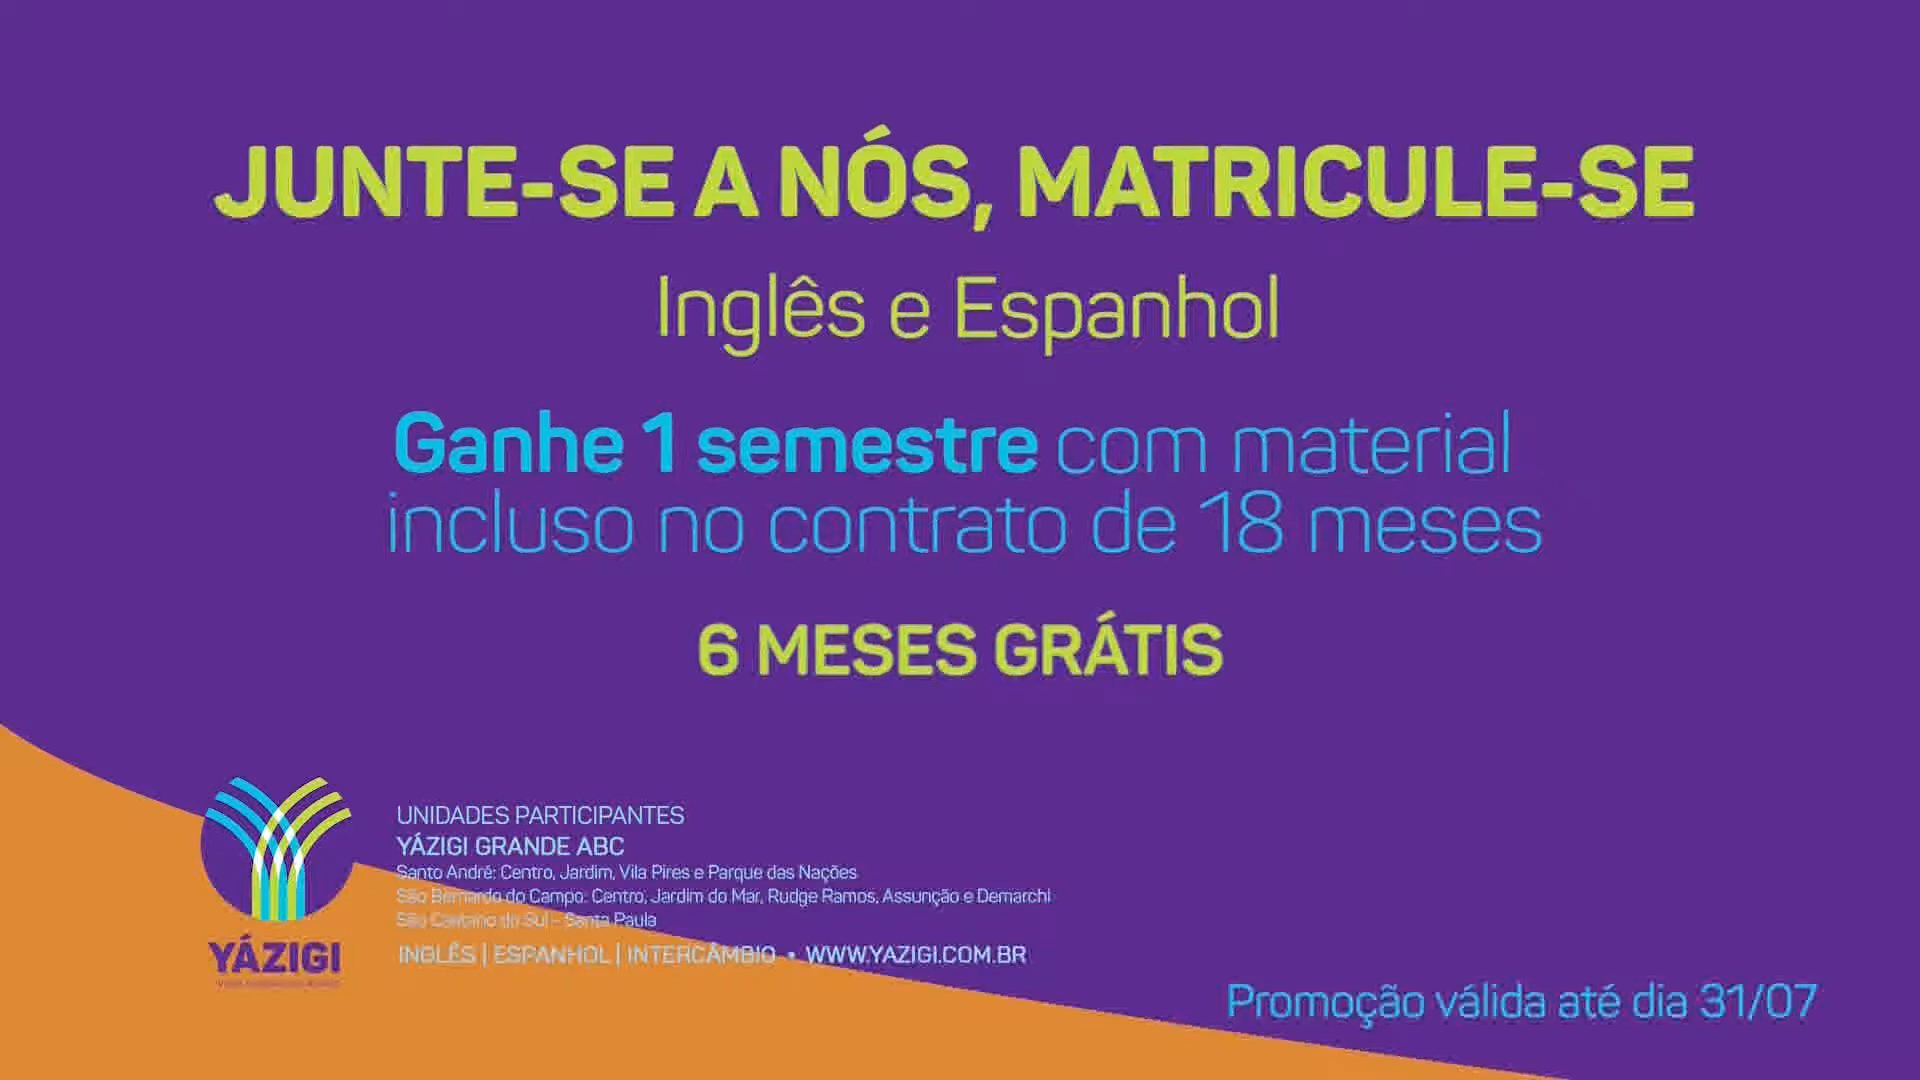 JUNTE-SE A NÓS, MATRICULE-SE
Inglês e Espanhol
Ganhe 1 semestre com material
incluso no contrato de 18 meses
6 MESES GRÁTIS
UNIDADES PARTICIPANTES
YÁZIGI GRANDE ABC
Santo André: Centro, Jardim, Vila Pires e Parque das Nações
São Bernardo do Campo: Centro, Jardim do Mar, Rudge Ramos, Assunção e Demarchi
São Caetano do Sul - Santa Paula
INGLÊS | ESPANHOL | INTERCÂMBIO • WWW.YAZIGI.COM.BR
YÁZIGI
Promoção válida até dia 31/07